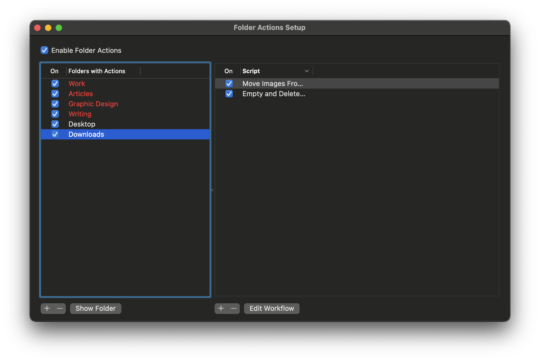 Folder Actions Setup
Enable Folder Actions
On Folders with Actions
Work
Articles
Graphic Design
Writing
Desktop
Downloads
On Script
Move Images Fro...
Empty and Delete...
+ − Show Folder
+ − Edit Workflow